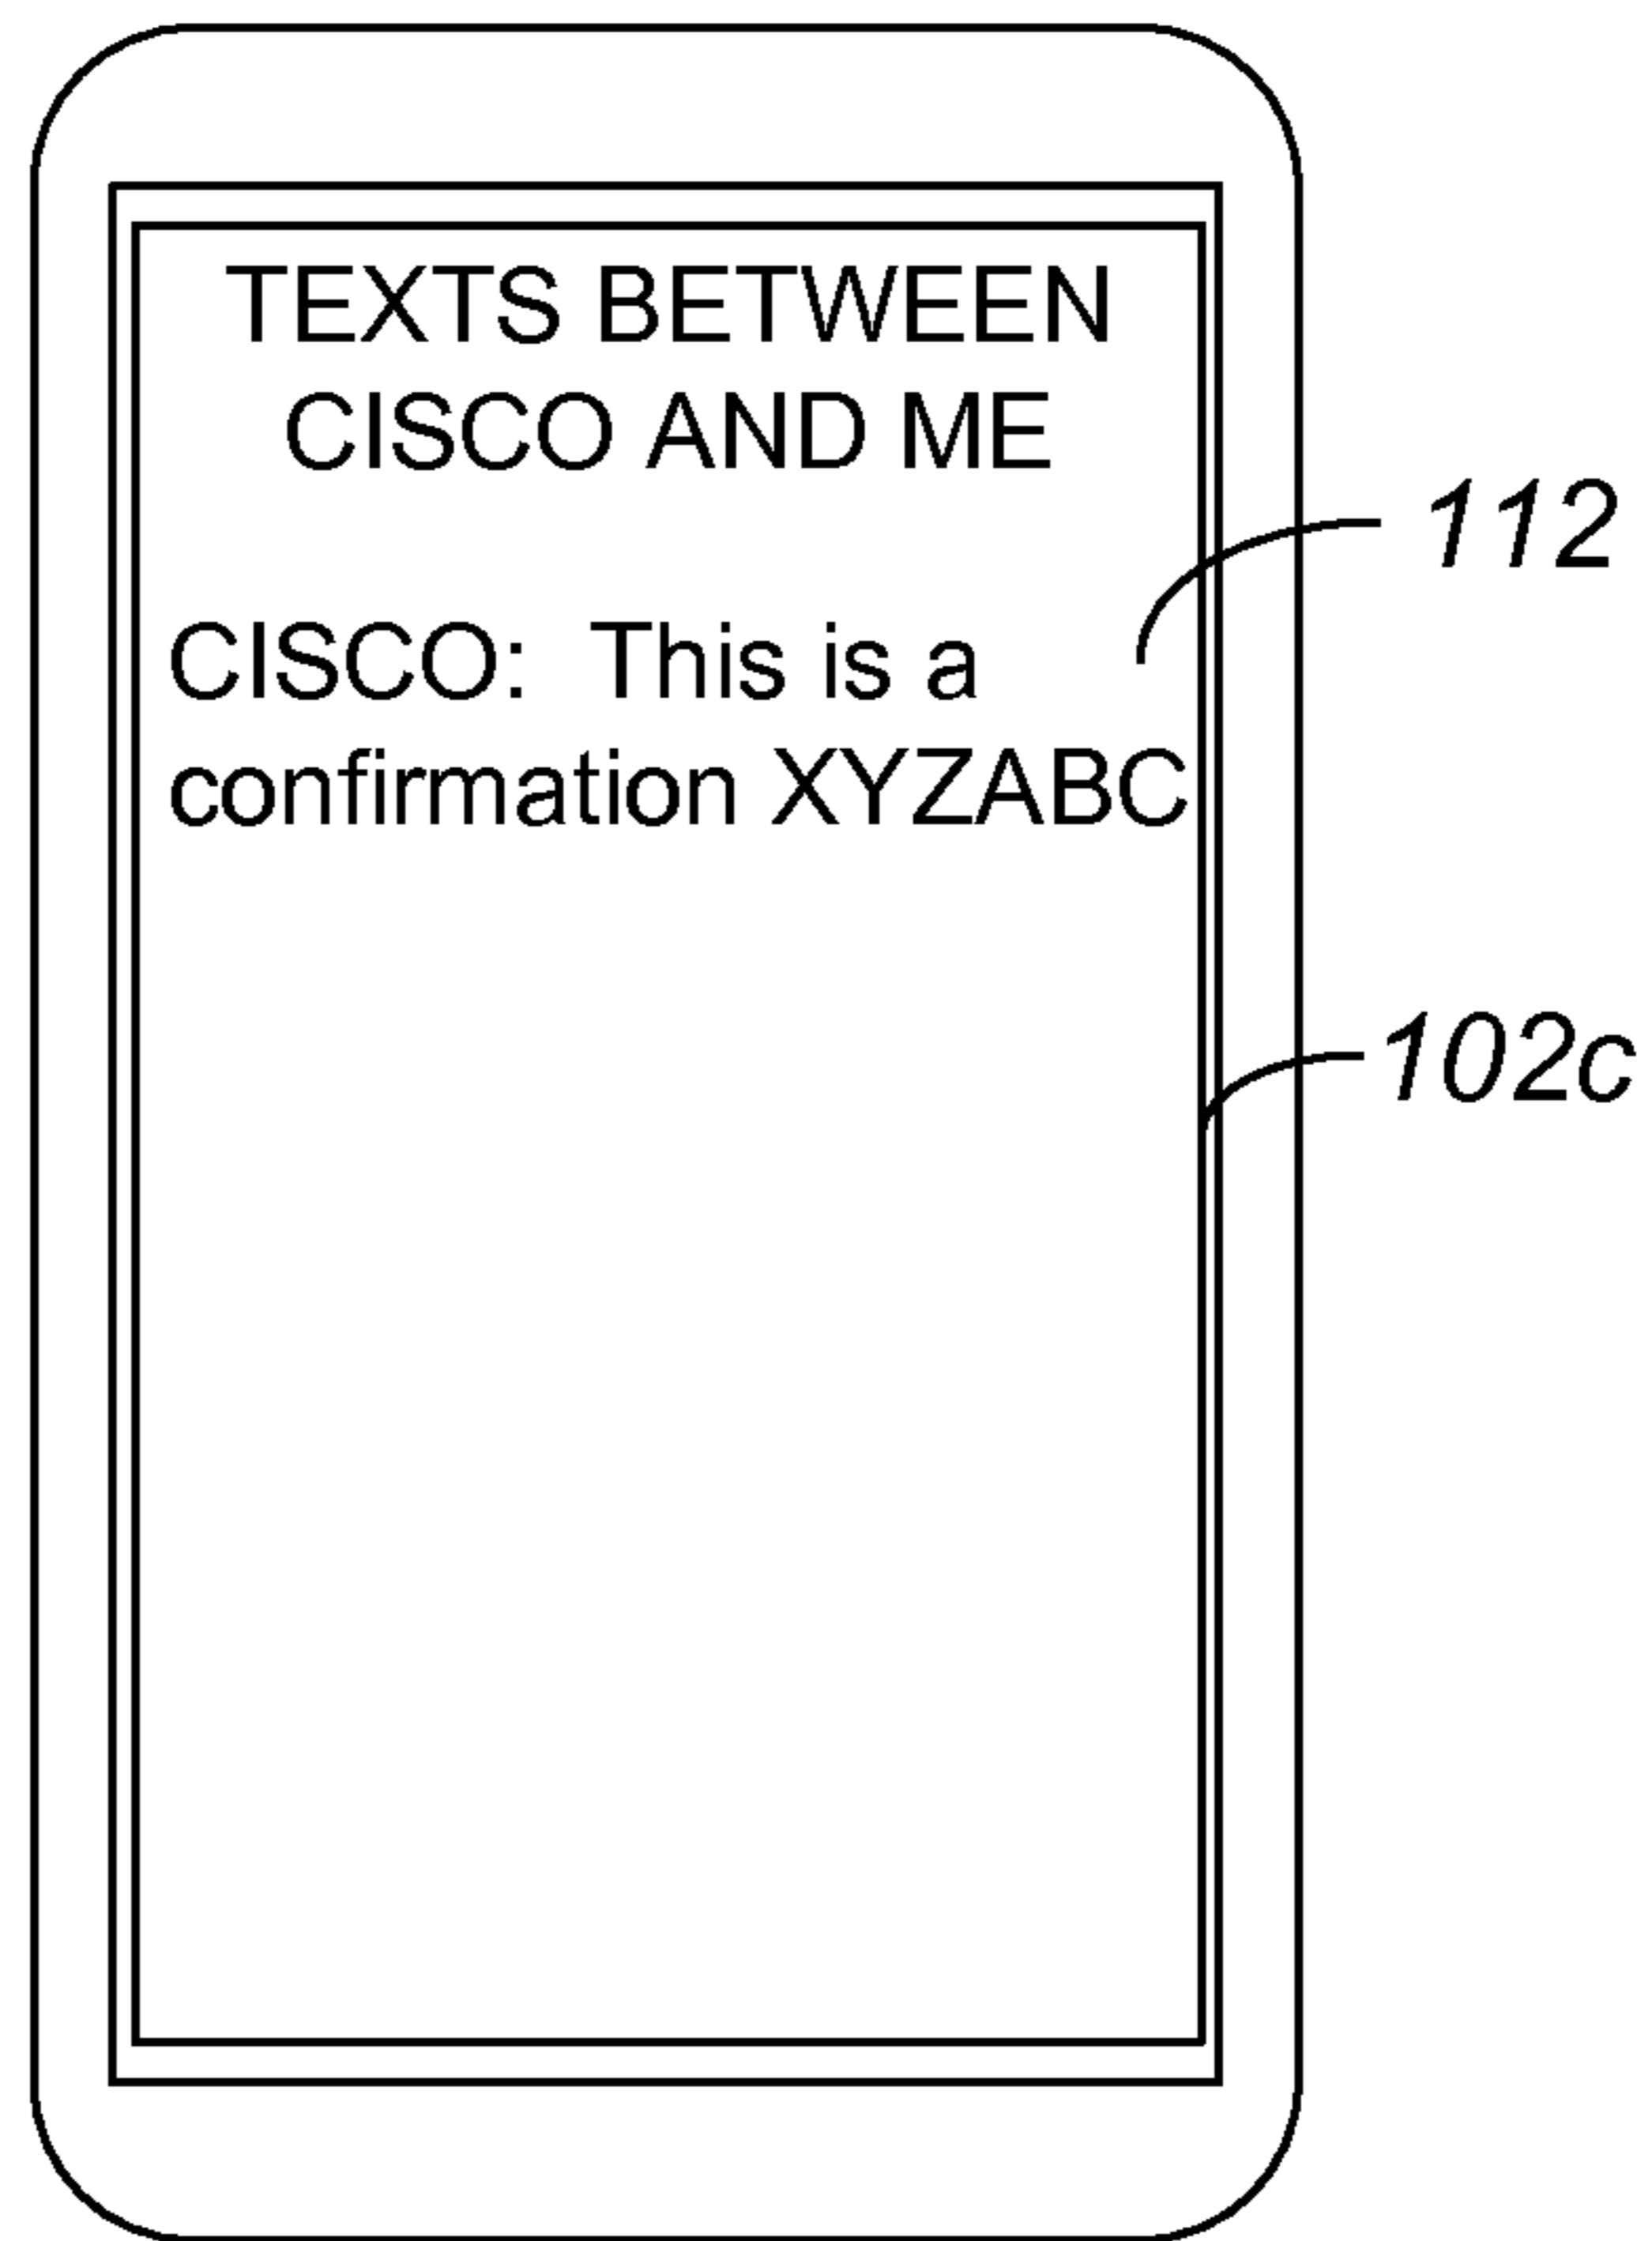 TEXTS BETWEEN
CISCO AND ME
112
CISCO:  This is a
confirmation XYZABC
102c